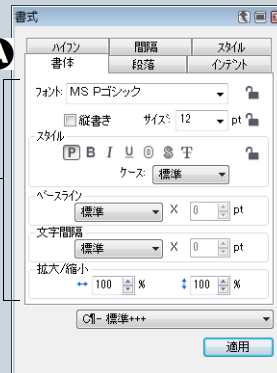 書式
A
ハイフン 間隔 スタイル
書体 段落 インデント
フォント: MS Pゴシック
縦書き サイズ: 12 pt
スタイル
P B I U O S T
ケース: 標準
ベースライン
標準 X 0 pt
文字間隔
標準 X 0 pt
拡大/縮小
100 % 100 %
C¶- 標準+++
適用